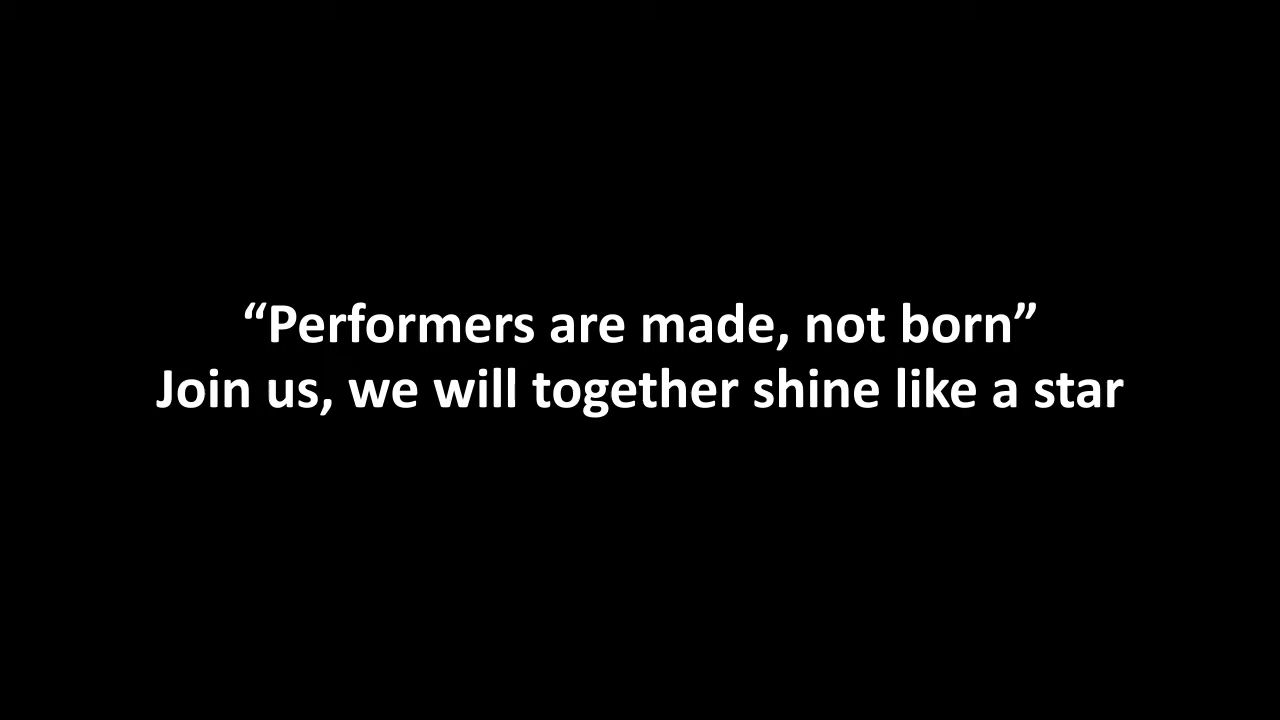 “Performers are made, not born”
Join us, we will together shine like a star